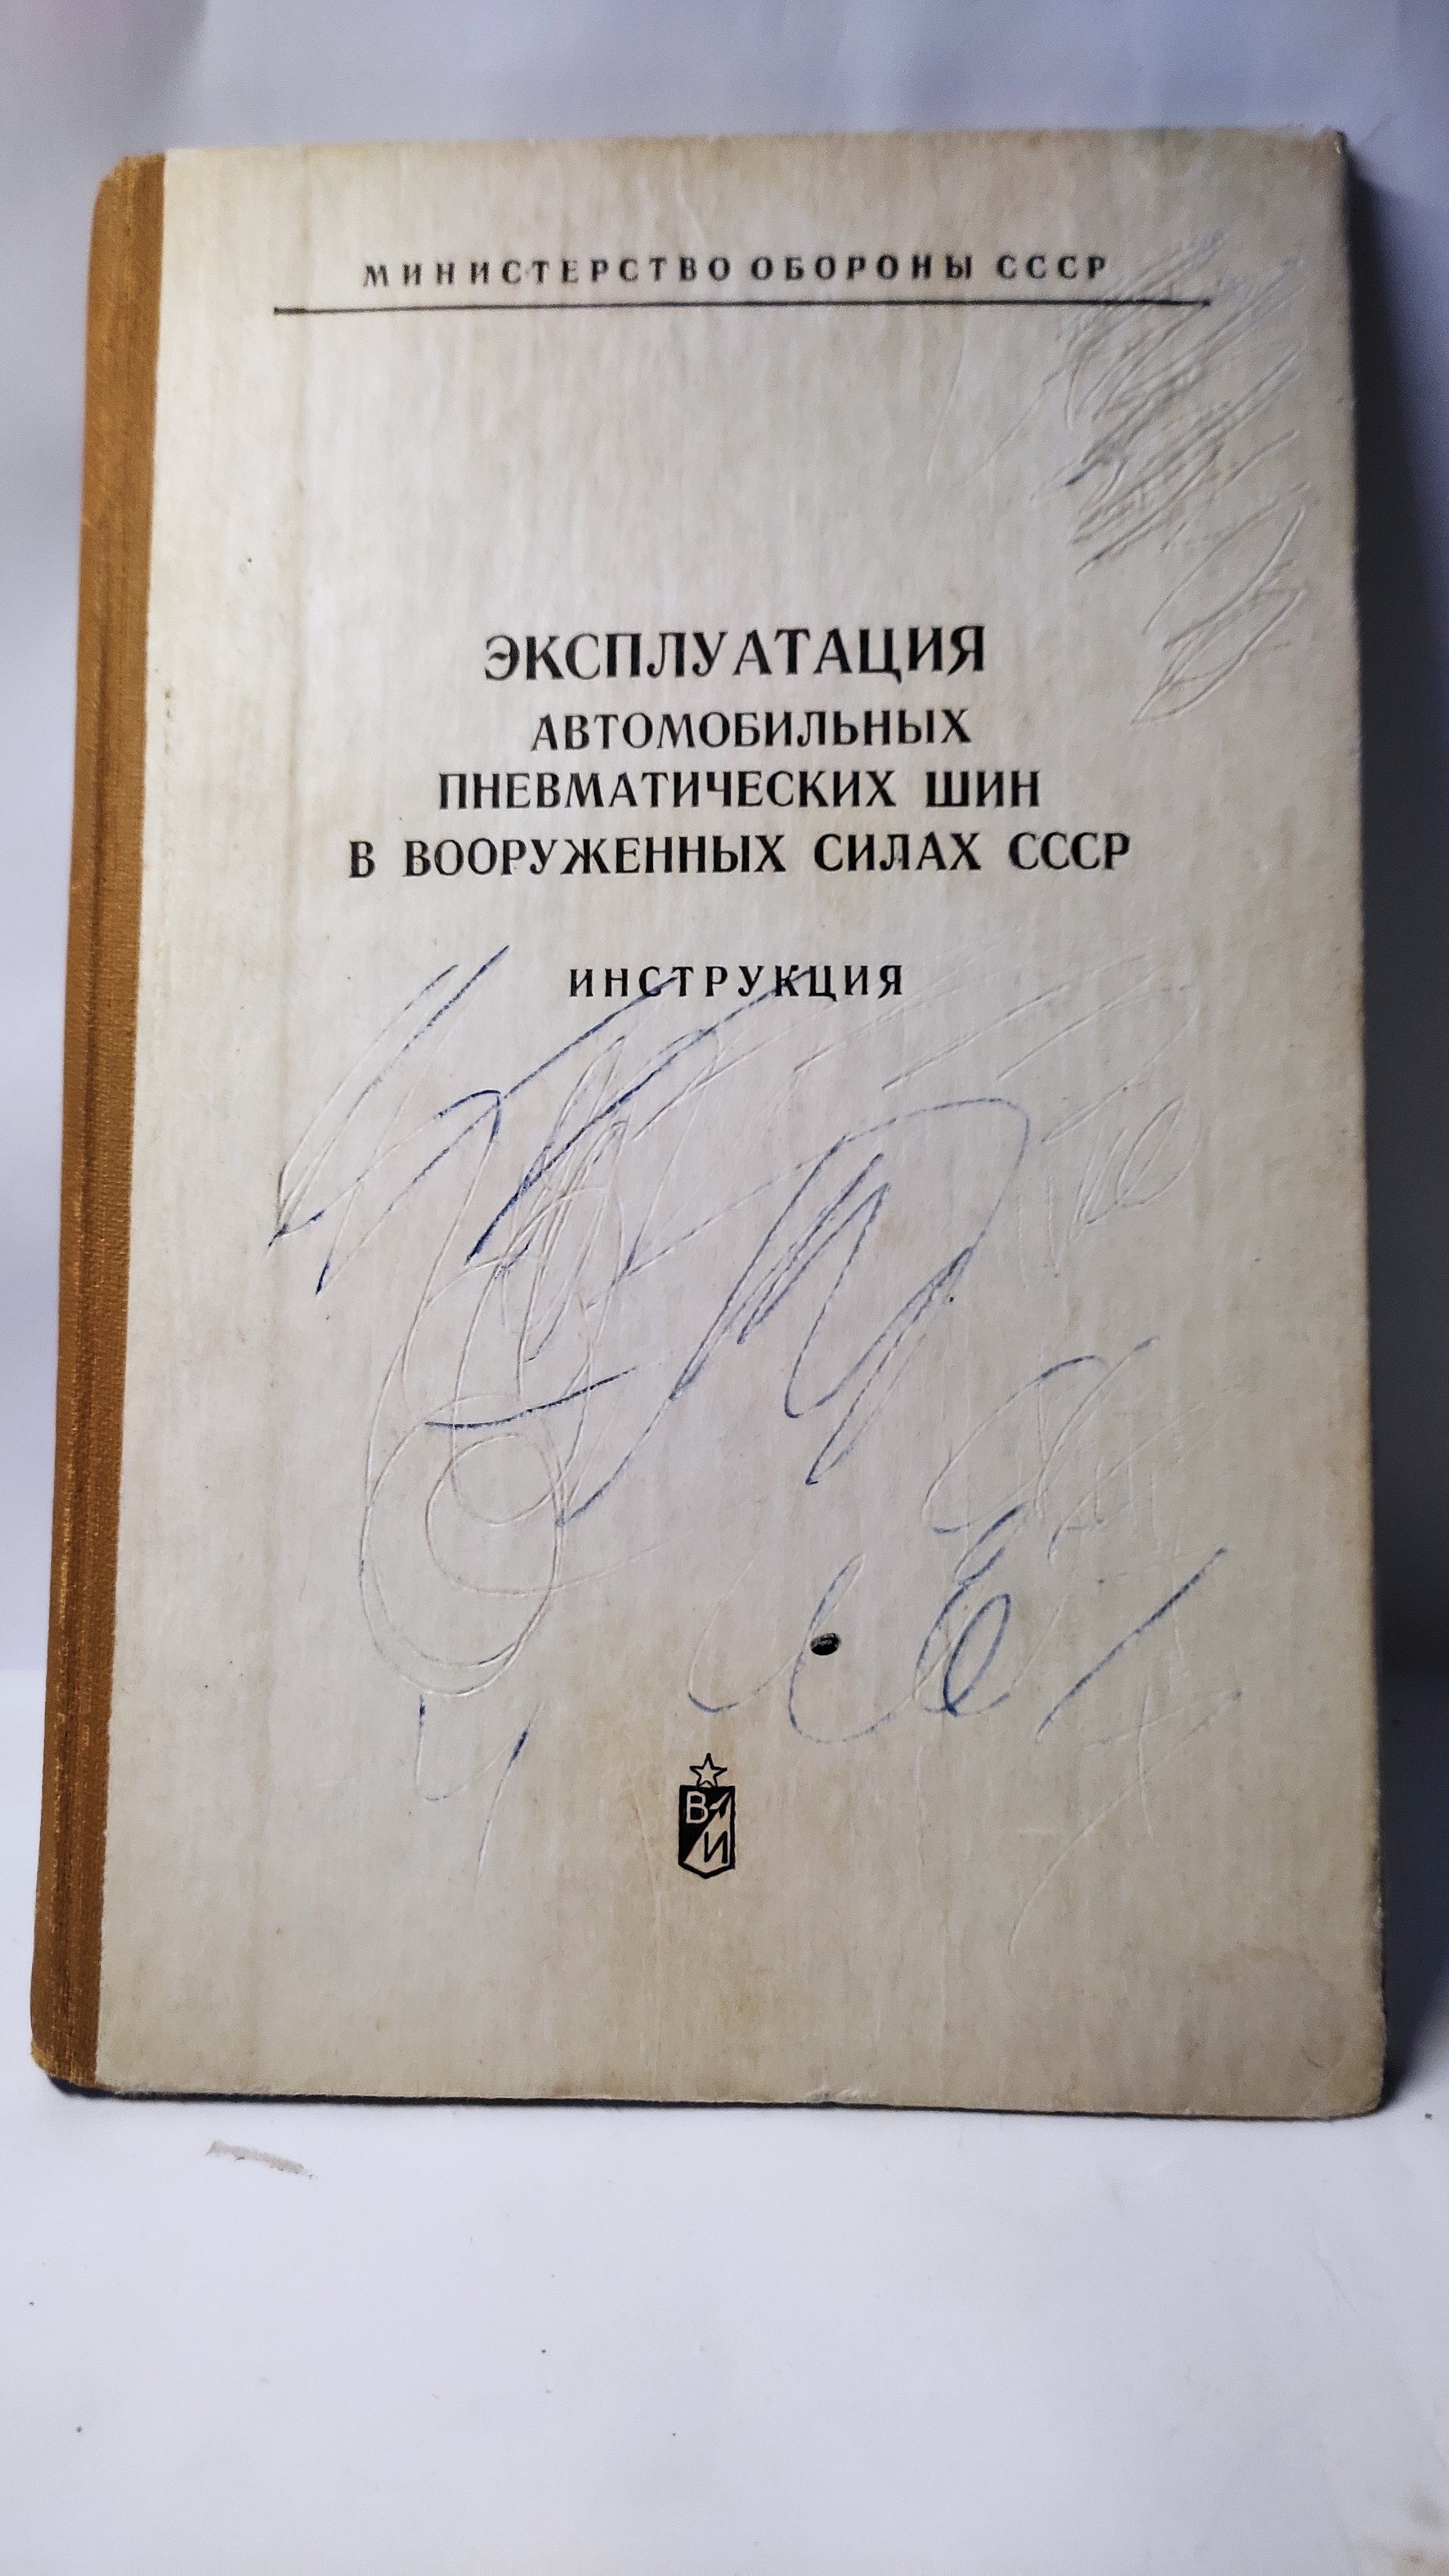 МИНИСТЕРСТВО ОБОРОНЫ СССР
ЭКСПЛУАТАЦИЯ
АВТОМОБИЛЬНЫХ
ПНЕВМАТИЧЕСКИХ ШИН
В ВООРУЖЕННЫХ СИЛАХ СССР
ИНСТРУКЦИЯ
В
И